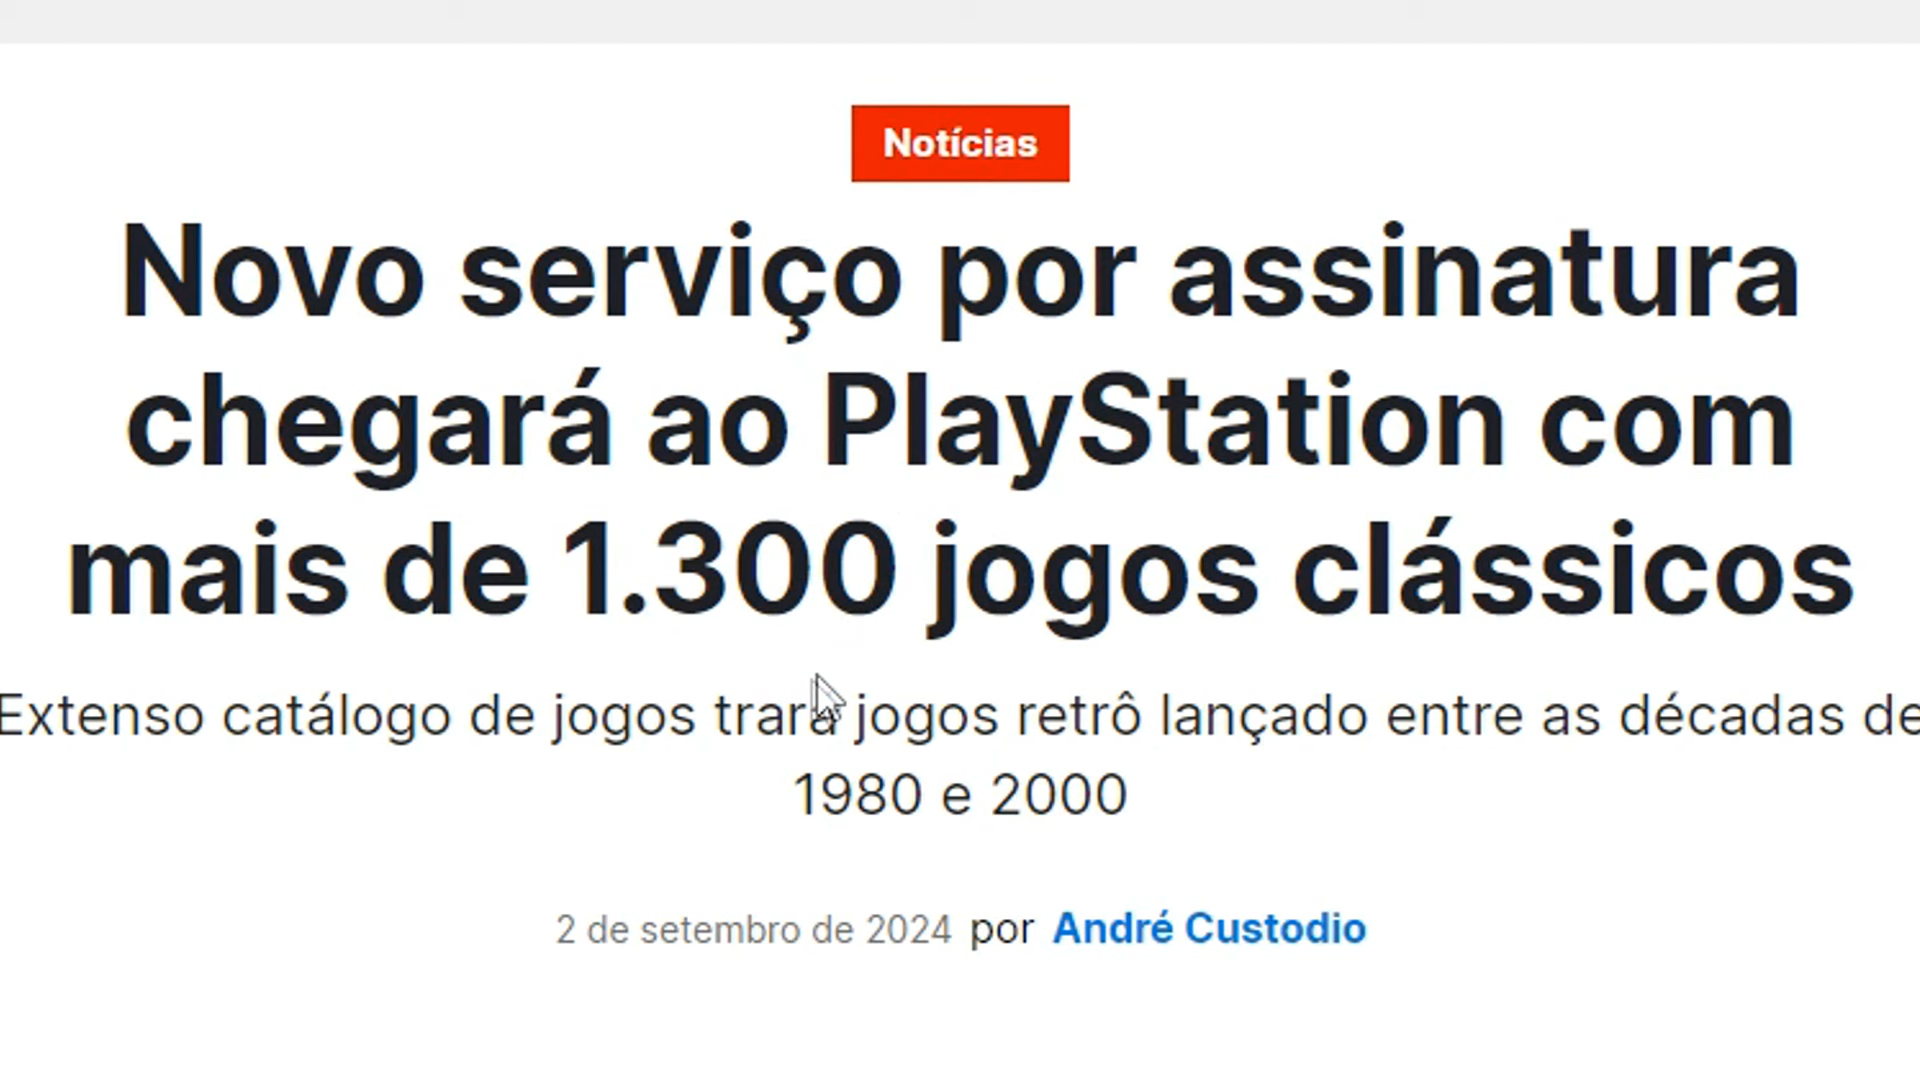 Notícias
Novo serviço por assinatura
chegará ao PlayStation com
mais de 1.300 jogos clássicos
Extenso catálogo de jogos trará jogos retrô lançado entre as décadas de
1980 e 2000
2 de setembro de 2024 por André Custodio